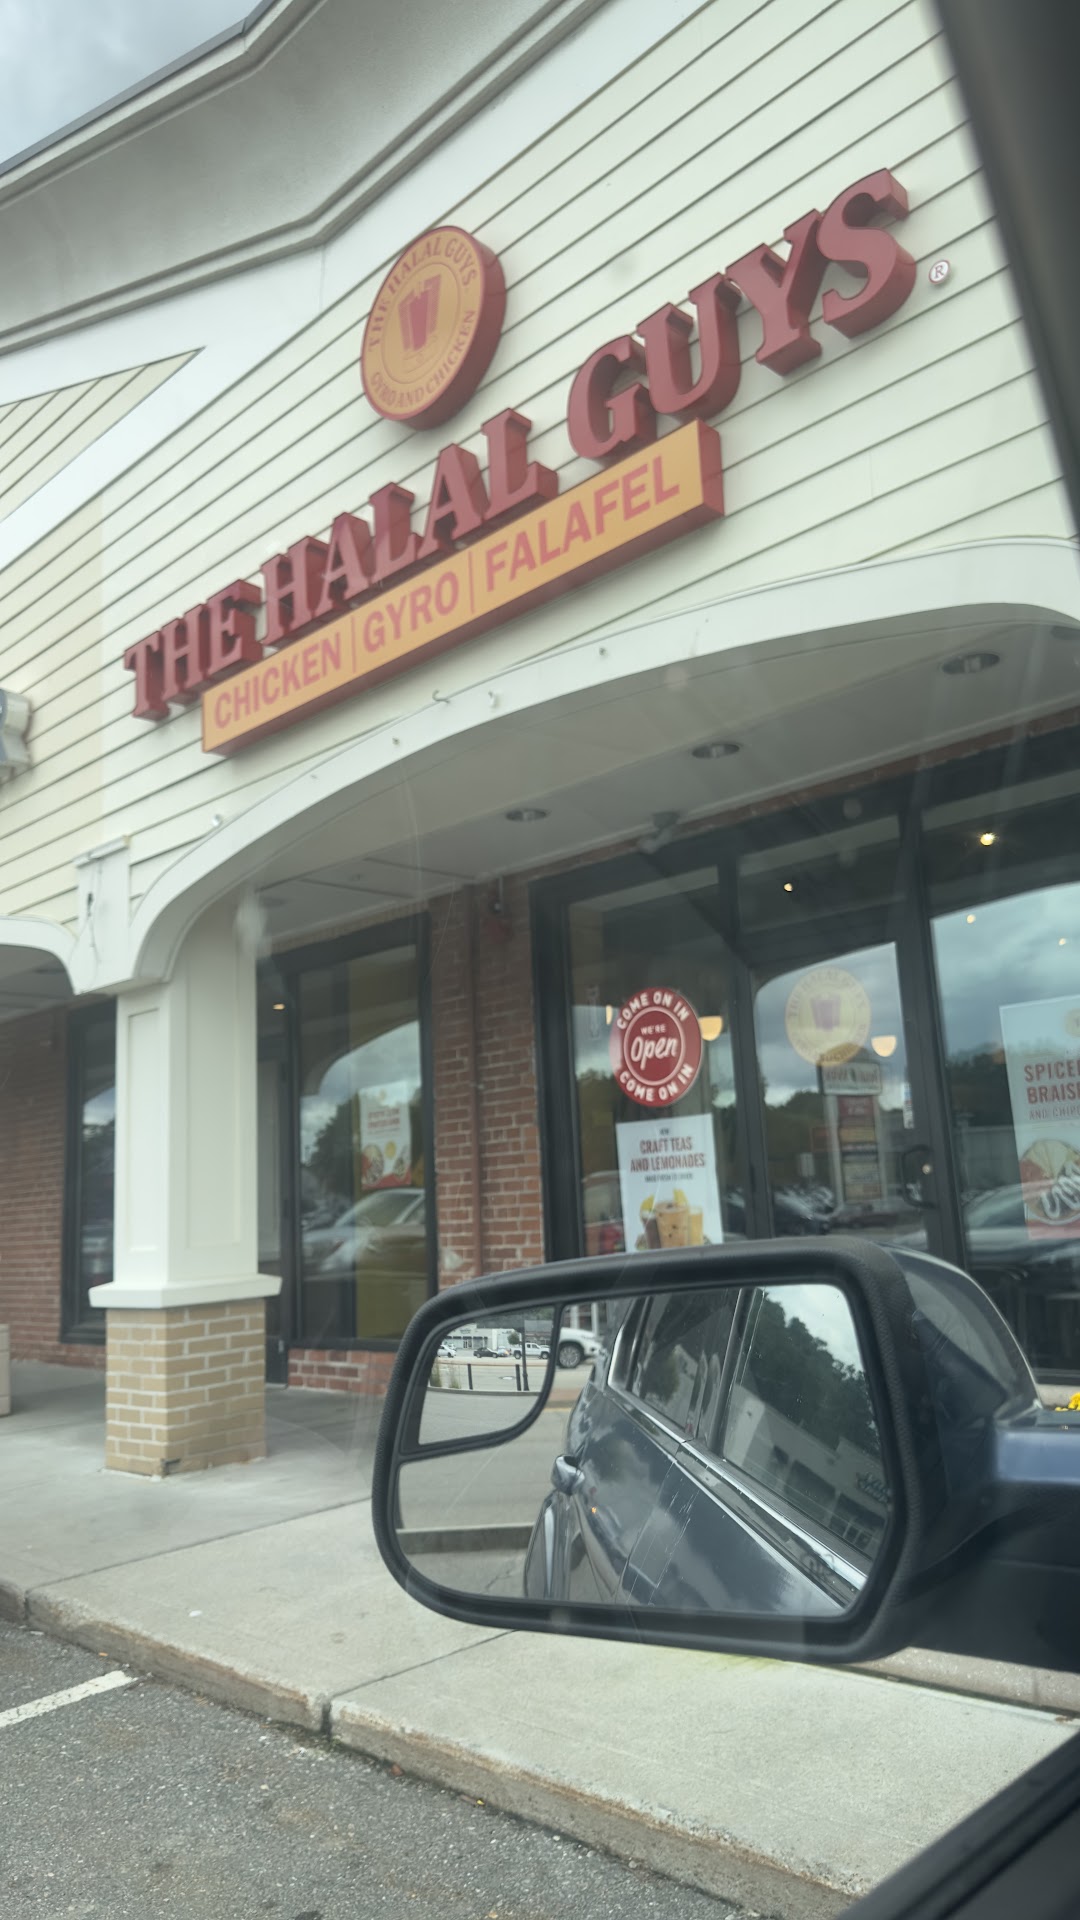 THE HALAL GUYS
GYRO AND CHICKEN
THE HALAL GUYS
®
CHICKEN | GYRO | FALAFEL
COME ON IN
WE'RE
Open
COME ON IN
CRAFT TEAS
AND LEMONADES
SPICED
BRAIS
AND CHIP